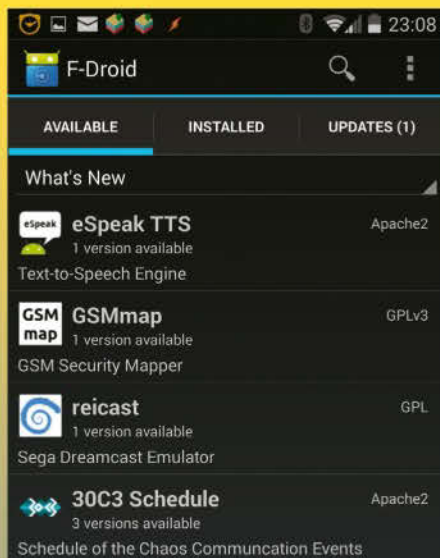 23:08
F-Droid
AVAILABLE INSTALLED UPDATES (1)
What's New
eSpeak
eSpeak TTS
Apache2
1 version available
Text-to-Speech Engine
GSM
map
GSMmap
GPLv3
1 version available
GSM Security Mapper
reicast
GPL
1 version available
Sega Dreamcast Emulator
30C3 Schedule
Apache2
3 versions available
Schedule of the Chaos Communcation Events